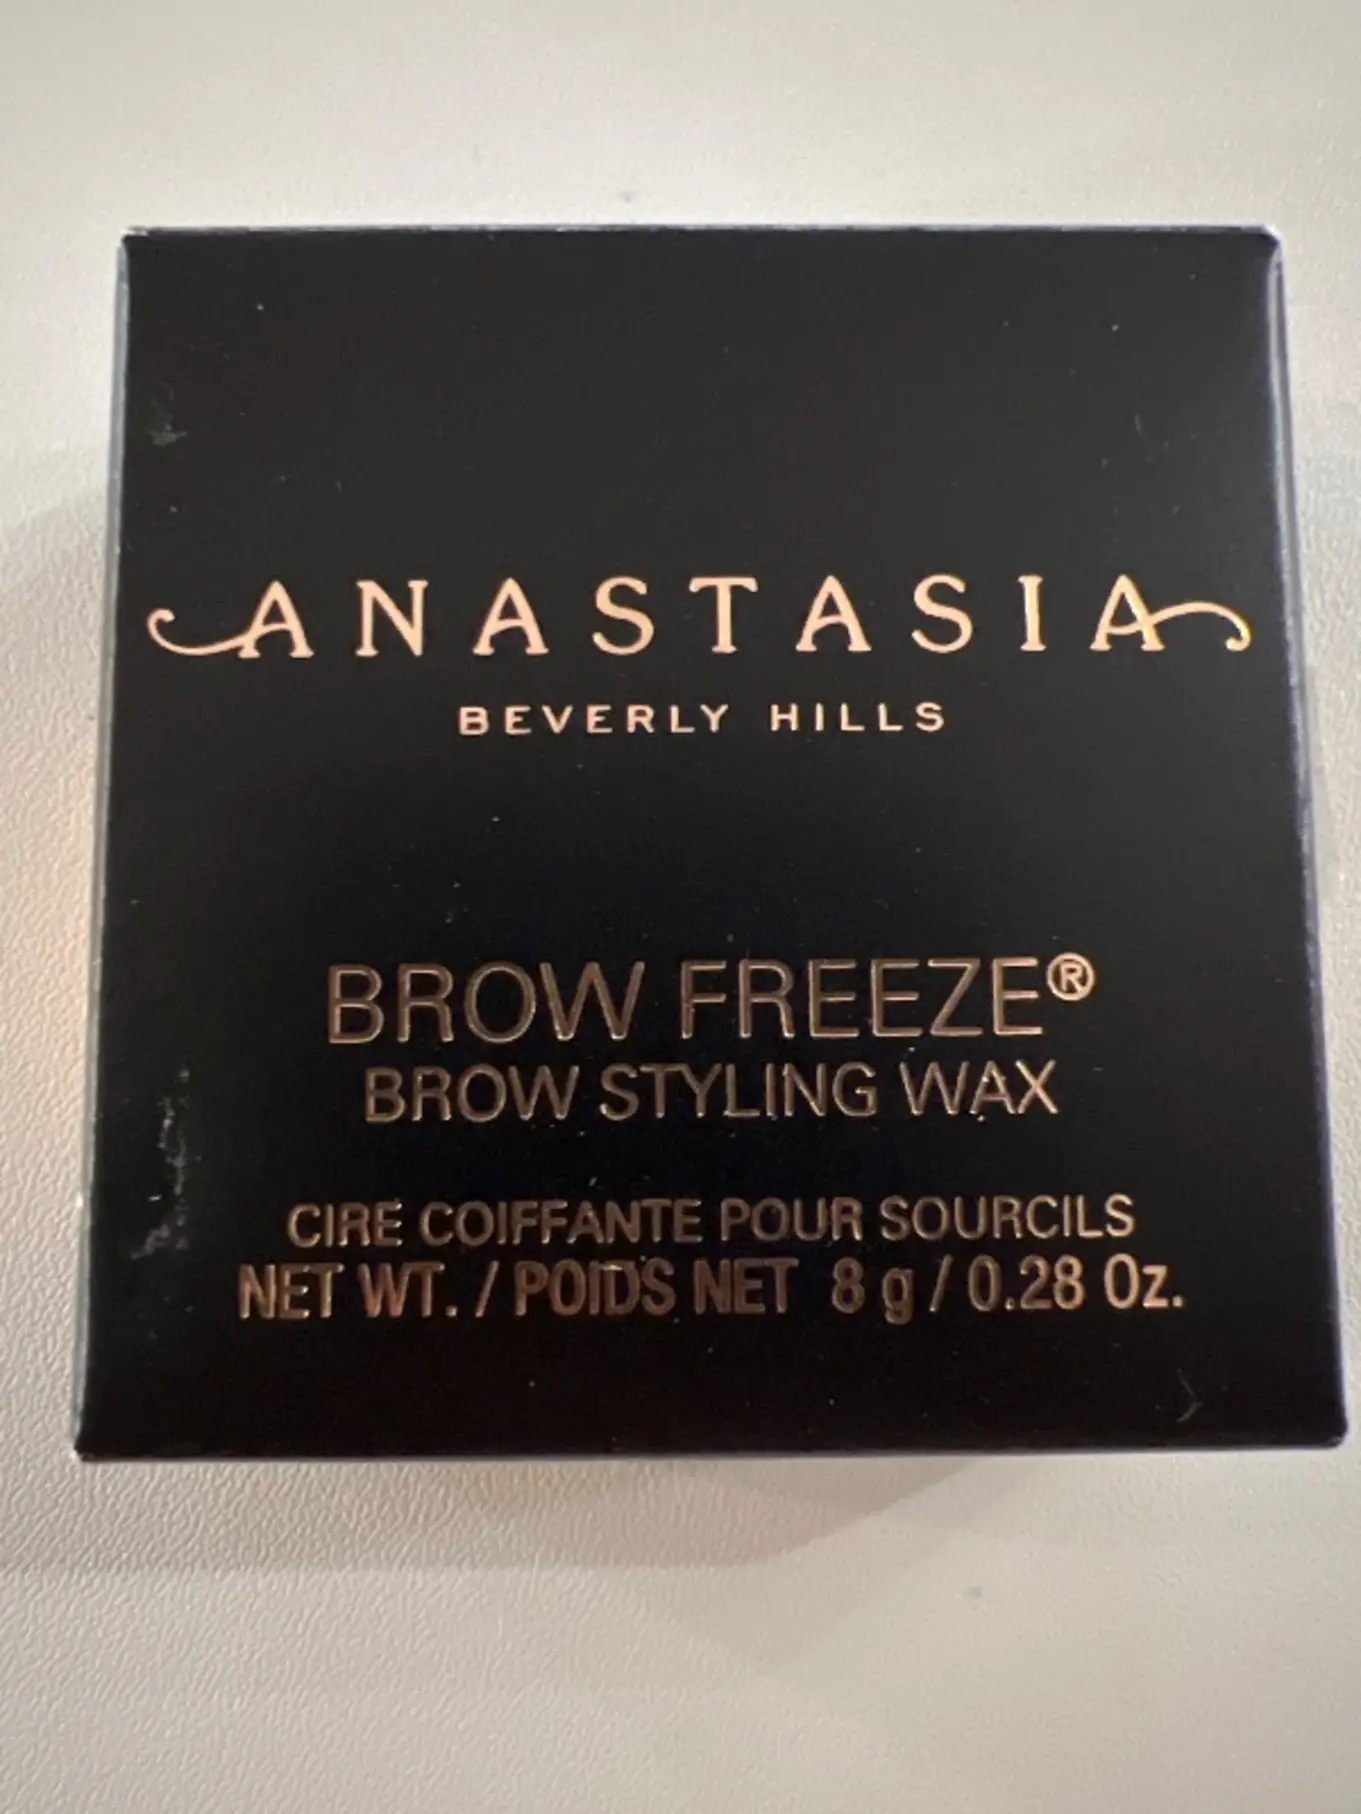 ANASTASIA
BEVERLY HILLS
BROW FREEZE®
BROW STYLING WAX
CIRE COIFFANTE POUR SOURCILS
NET WT. / POIDS NET 8 g / 0.28 Oz.